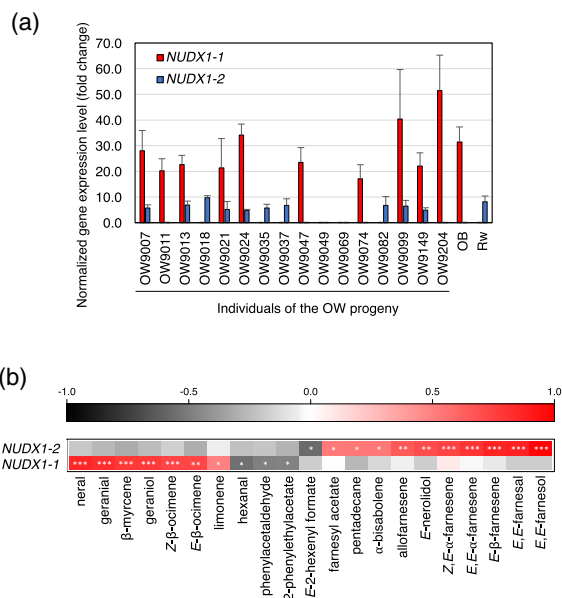 (a)
Normalized gene expression level (fold change)
70.0
60.0
50.0
40.0
30.0
20.0
10.0
0.0
NUDX1-1
NUDX1-2
OW9007
OW9011
OW9013
OW9018
OW9021
OW9024
OW9035
OW9037
OW9047
OW9049
OW9069
OW9074
OW9082
OW9099
OW9149
OW9204
OB
Rw
Individuals of the OW progeny
(b)
-1.0 -0.5 0.0 0.5 1.0
NUDX1-2 * * * * ** ** *** *** *** *** ***
NUDX1-1 *** *** *** *** *** ** * * * *
neral
geranial
β-myrcene
geraniol
Z-β-ocimene
E-β-ocimene
limonene
hexanal
phenylacetaldehyde
2-phenylethylacetate
E-2-hexenyl formate
farnesyl acetate
pentadecane
α-bisabolene
allofarnesene
E-nerolidol
Z,E-α-farnesene
E,E-α-farnesene
E-β-farnesene
E,E-farnesal
E,E-farnesol